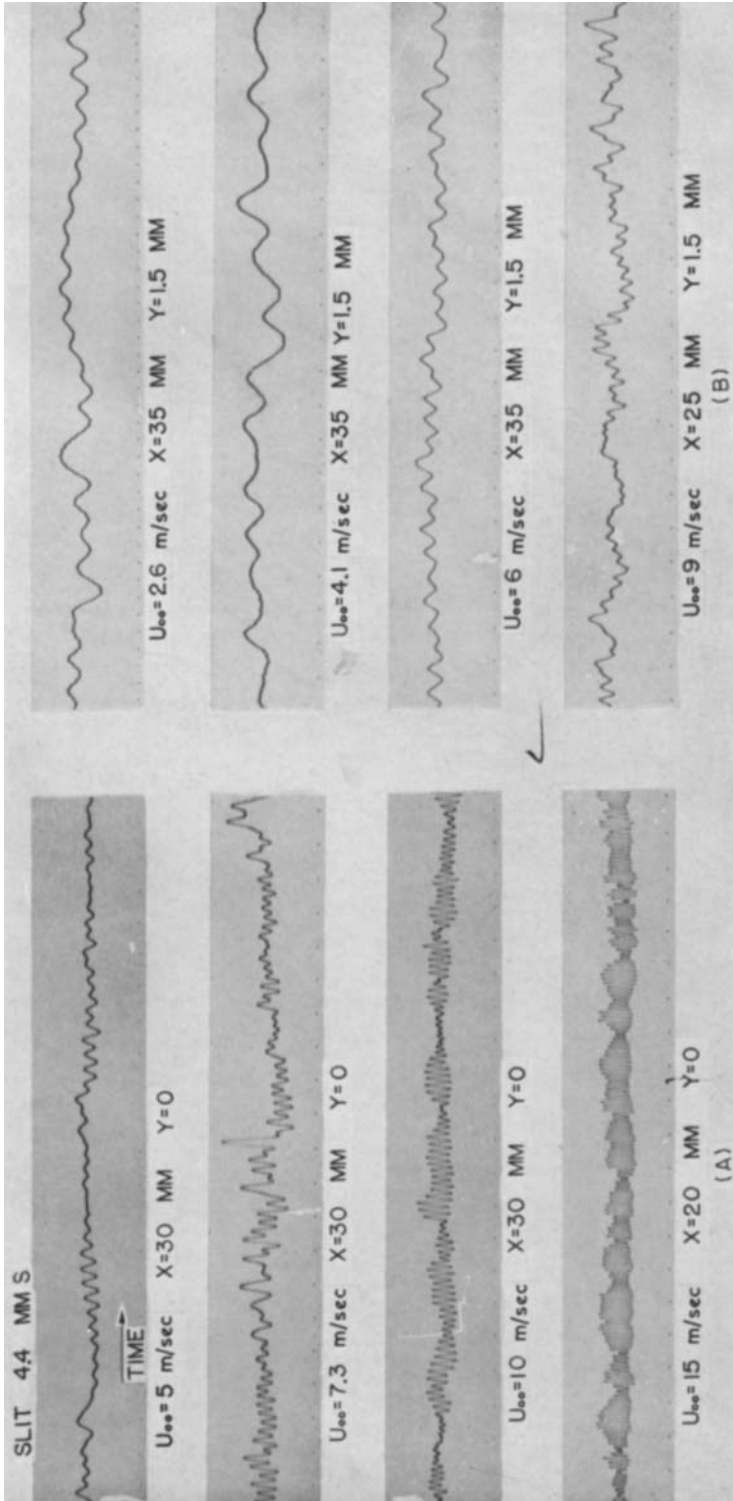 SLIT 4.4 MM S
TIME
U∞=5 m/sec X=30 MM Y=0
U∞=7.3 m/sec X=30 MM Y=0
U∞=10 m/sec X=30 MM Y=0
U∞=15 m/sec X=20 MM Y=0
(A)
U∞=2.6 m/sec X=35 MM Y=1.5 MM
U∞=4.1 m/sec X=35 MM Y=1.5 MM
U∞=6 m/sec X=35 MM Y=1.5 MM
U∞=9 m/sec X=25 MM Y=1.5 MM
(B)